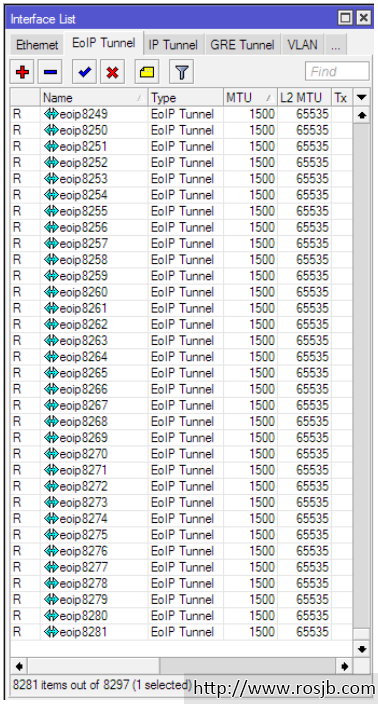 Interface List
Ethemet EoIP Tunnel IP Tunnel GRE Tunnel VLAN ...
Find
Name Type MTU L2 MTU Tx
R eoip8249 EoIP Tunnel 1500 65535
R eoip8250 EoIP Tunnel 1500 65535
R eoip8251 EoIP Tunnel 1500 65535
R eoip8252 EoIP Tunnel 1500 65535
R eoip8253 EoIP Tunnel 1500 65535
R eoip8254 EoIP Tunnel 1500 65535
R eoip8255 EoIP Tunnel 1500 65535
R eoip8256 EoIP Tunnel 1500 65535
R eoip8257 EoIP Tunnel 1500 65535
R eoip8258 EoIP Tunnel 1500 65535
R eoip8259 EoIP Tunnel 1500 65535
R eoip8260 EoIP Tunnel 1500 65535
R eoip8261 EoIP Tunnel 1500 65535
R eoip8262 EoIP Tunnel 1500 65535
R eoip8263 EoIP Tunnel 1500 65535
R eoip8264 EoIP Tunnel 1500 65535
R eoip8265 EoIP Tunnel 1500 65535
R eoip8266 EoIP Tunnel 1500 65535
R eoip8267 EoIP Tunnel 1500 65535
R eoip8268 EoIP Tunnel 1500 65535
R eoip8269 EoIP Tunnel 1500 65535
R eoip8270 EoIP Tunnel 1500 65535
R eoip8271 EoIP Tunnel 1500 65535
R eoip8272 EoIP Tunnel 1500 65535
R eoip8273 EoIP Tunnel 1500 65535
R eoip8274 EoIP Tunnel 1500 65535
R eoip8275 EoIP Tunnel 1500 65535
R eoip8276 EoIP Tunnel 1500 65535
R eoip8277 EoIP Tunnel 1500 65535
R eoip8278 EoIP Tunnel 1500 65535
R eoip8279 EoIP Tunnel 1500 65535
R eoip8280 EoIP Tunnel 1500 65535
R eoip8281 EoIP Tunnel 1500 65535
8281 items out of 8297 (1 selected)
http://www.rosjb.com